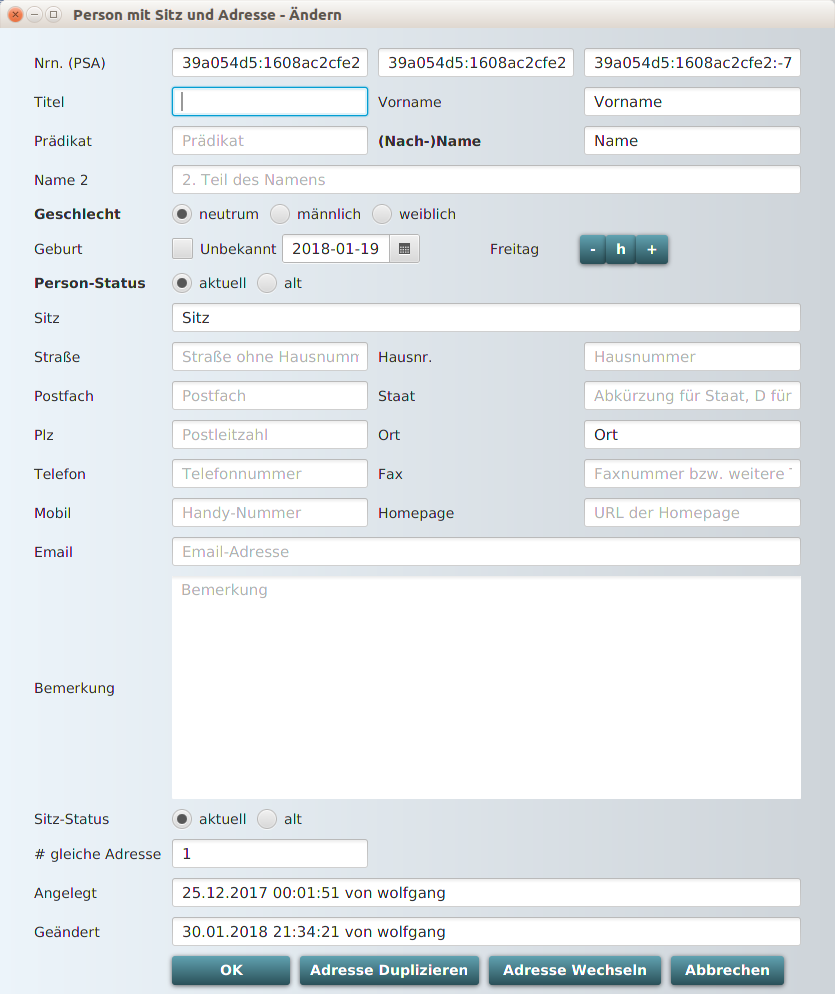 Person mit Sitz und Adresse - Ändern
Nrn. (PSA) 39a054d5:1608ac2cfe2 39a054d5:1608ac2cfe2 39a054d5:1608ac2cfe2:-7
Titel Vorname Vorname
Prädikat Prädikat (Nach-)Name Name
Name 2 2. Teil des Namens
Geschlecht neutrum männlich weiblich
Geburt Unbekannt 2018-01-19 Freitag - h +
Person-Status aktuell alt
Sitz Sitz
Straße Straße ohne Hausnumm Hausnr. Hausnummer
Postfach Postfach Staat Abkürzung für Staat, D für
Plz Postleitzahl Ort Ort
Telefon Telefonnummer Fax Faxnummer bzw. weitere
Mobil Handy-Nummer Homepage URL der Homepage
Email Email-Adresse
Bemerkung
Bemerkung
Sitz-Status aktuell alt
# gleiche Adresse 1
Angelegt 25.12.2017 00:01:51 von wolfgang
Geändert 30.01.2018 21:34:21 von wolfgang
OK Adresse Duplizieren Adresse Wechseln Abbrechen